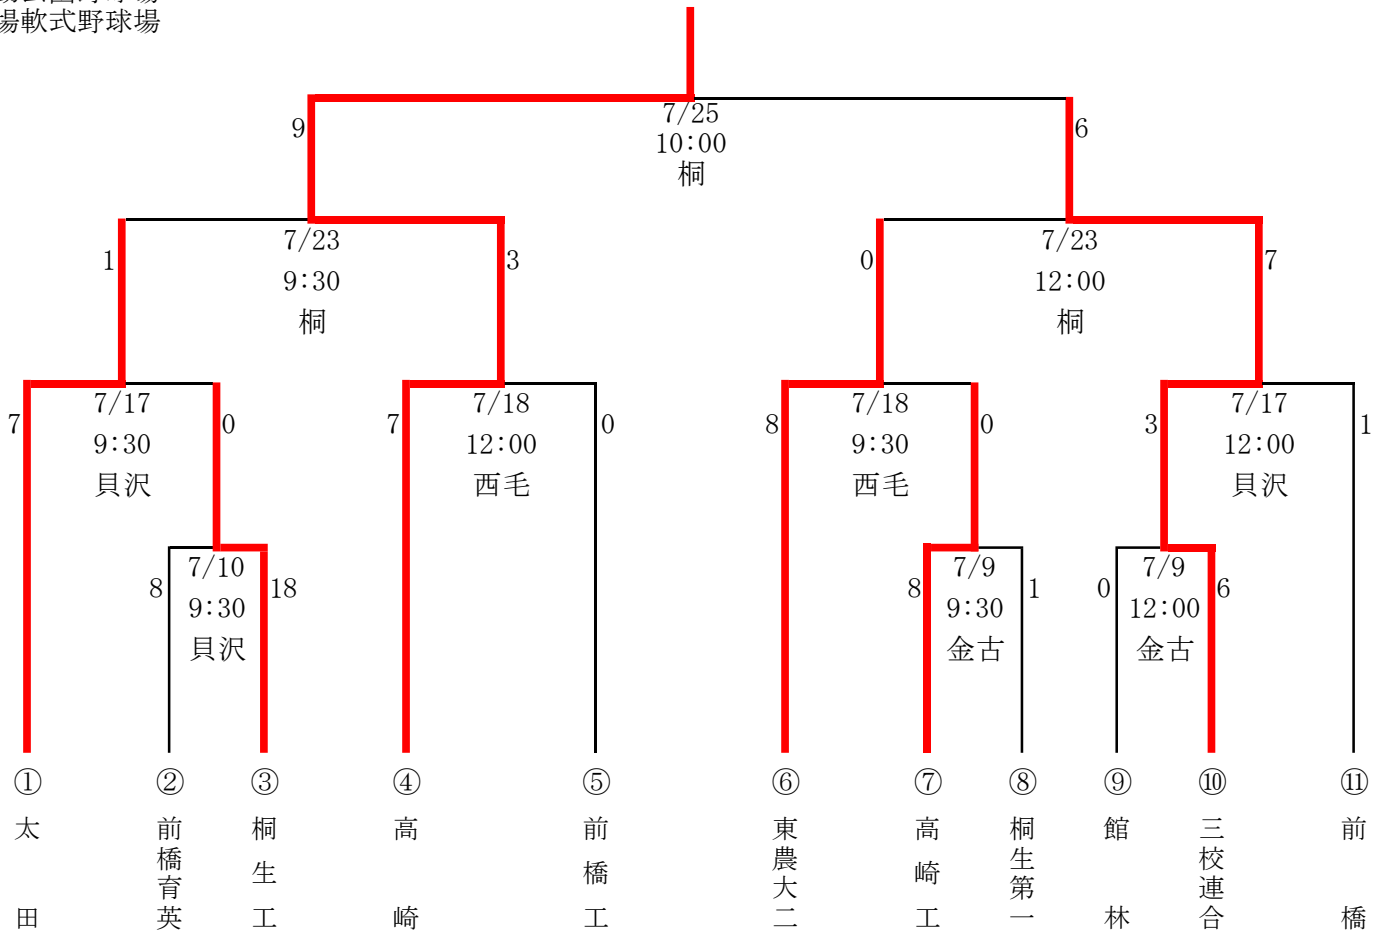 場軟式野球場
7/25
10:00
桐
9
6
7/23
9:30
桐
1
3
7/23
12:00
桐
0
7
7/17
9:30
貝沢
7
0
7/18
12:00
西毛
7
0
7/18
9:30
西毛
8
0
7/17
12:00
貝沢
3
1
7/10
9:30
貝沢
8
18
7/9
9:30
金古
8
1
7/9
12:00
金古
0
6
① ② ③ ④ ⑤ ⑥ ⑦ ⑧ ⑨ ⑩ ⑪
太田
前橋育英
桐生工
高崎
前橋工
東農大二
高崎工
桐生第一
館林
三校連合
前橋